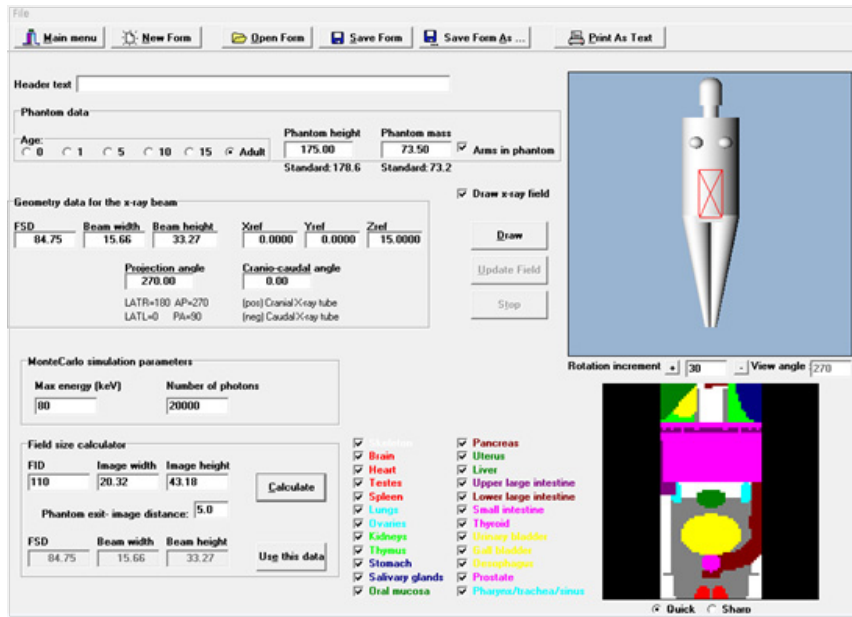 File
Main menu New Form Open Form Save Form Save Form As ... Print As Text
Header text
Phantom data
Age:
0 1 5 10 15 Adult
Phantom height Phantom mass
175.00 73.50 Arms in phantom
Standard: 178.6 Standard: 73.2
Geometry data for the x-ray beam
Draw x-ray field
FSD Beam width Beam height Xref Yref Zref
84.75 15.66 33.27 0.0000 0.0000 15.0000
Draw
Projection angle Cranio-caudal angle
270.00 0.00
Update Field
LATR=180 AP=270 (pos) Cranial X-ray tube
LATL=0 PA=90 (neg) Caudal X-ray tube
Stop
Rotation increment + 30 - View angle 270
MonteCarlo simulation parameters
Max energy (keV) Number of photons
80 20000
Field size calculator
FID Image width Image height
110 20.32 43.18
Calculate
Phantom exit- image distance: 5.0
FSD Beam width Beam height
84.75 15.66 33.27
Use this data
Skeleton
Brain
Heart
Testes
Spleen
Lungs
Ovaries
Kidneys
Thymus
Stomach
Salivary glands
Oral mucosa
Pancreas
Uterus
Liver
Upper large intestine
Lower large intestine
Small intestine
Thyroid
Urinary bladder
Gall bladder
Oesophagus
Prostate
Pharynx/trachea/sinus
Quick Sharp